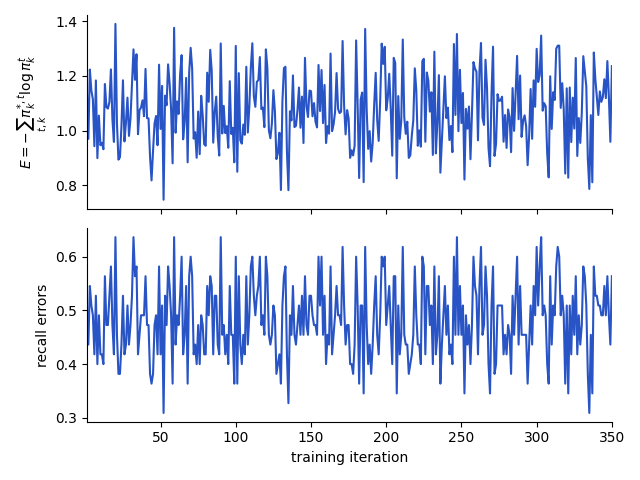 E = − ∑ π_k^{*,t} log π_k^t
t, k
1.4
1.2
1.0
0.8
recall errors
0.6
0.5
0.4
0.3
50 100 150 200 250 300 350
training iteration